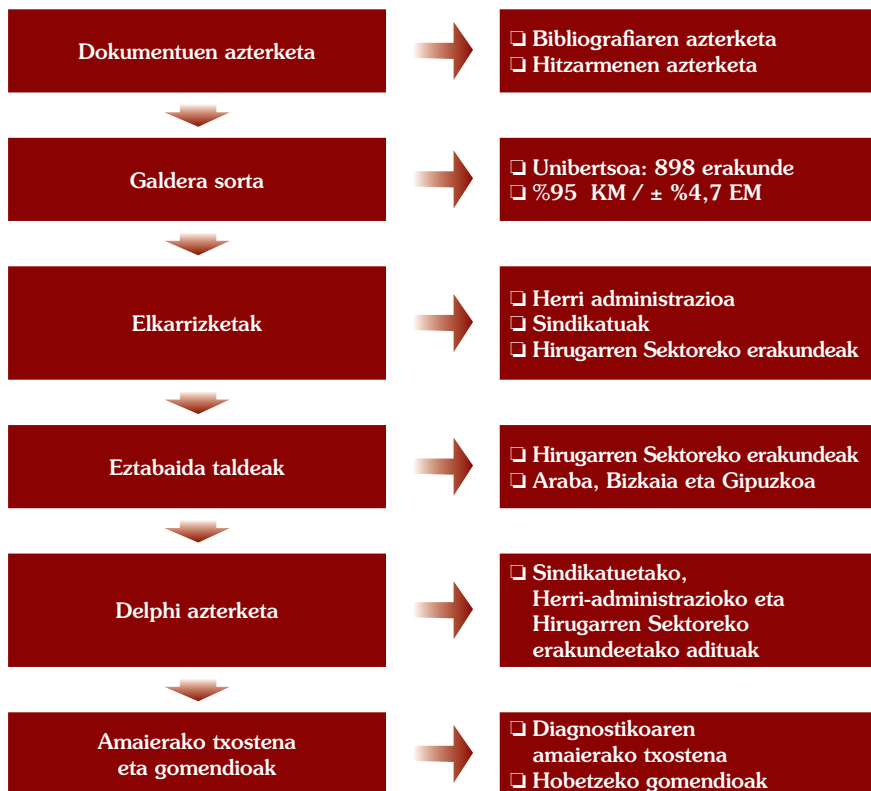 Dokumentuen azterketa
❏ Bibliografiaren azterketa
❏ Hitzarmenen azterketa
Galdera sorta
❏ Unibertsoa: 898 erakunde
❏ %95 KM / ± %4,7 EM
Elkarrizketak
❏ Herri administrazioa
❏ Sindikatuak
❏ Hirugarren Sektoreko erakundeak
Eztabaida taldeak
❏ Hirugarren Sektoreko erakundeak
❏ Araba, Bizkaia eta Gipuzkoa
Delphi azterketa
❏ Sindikatuetako,
Herri-administrazioko eta
Hirugarren Sektoreko
erakundeetako adituak
Amaierako txostena
eta gomendioak
❏ Diagnostikoaren
amaierako txostena
❏ Hobetzeko gomendioak